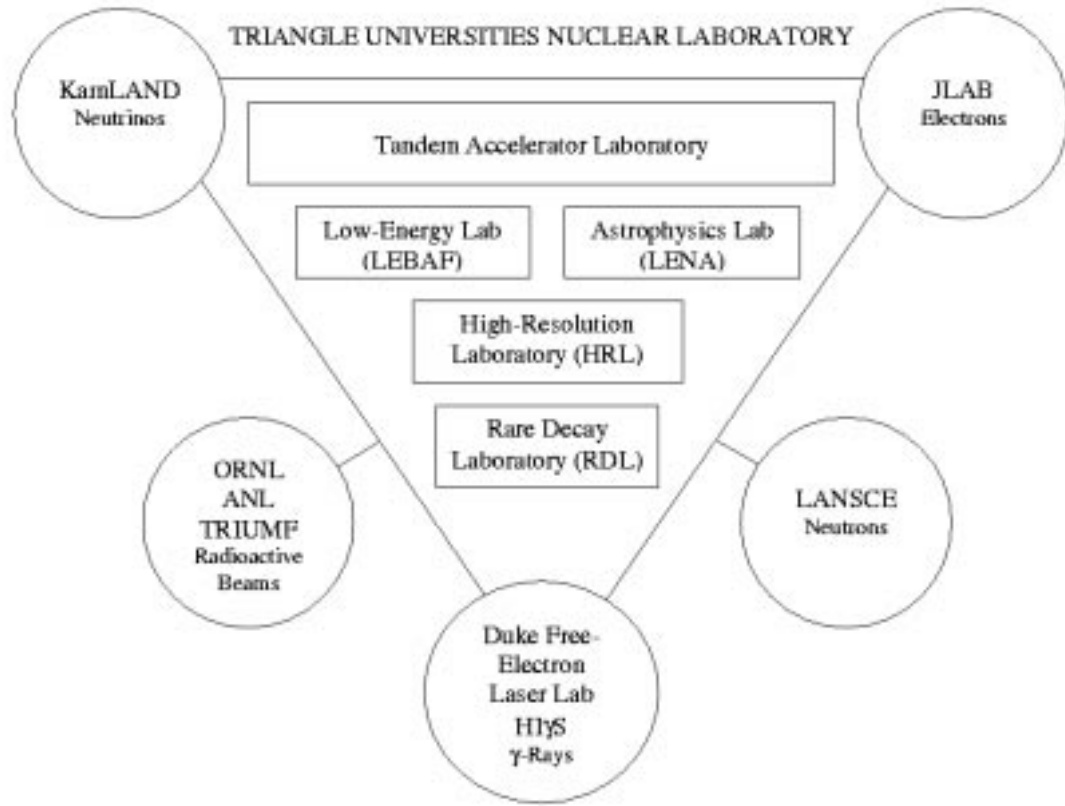 TRIANGLE UNIVERSITIES NUCLEAR LABORATORY
KamLAND
Neutrinos
JLAB
Electrons
Tandem Accelerator Laboratory
Low-Energy Lab
(LEBAF)
Astrophysics Lab
(LENA)
High-Resolution
Laboratory (HRL)
Rare Decay
Laboratory (RDL)
ORNL
ANL
TRIUMF
Radioactive
Beams
LANSCE
Neutrons
Duke Free-
Electron
Laser Lab
HIγS
γ-Rays